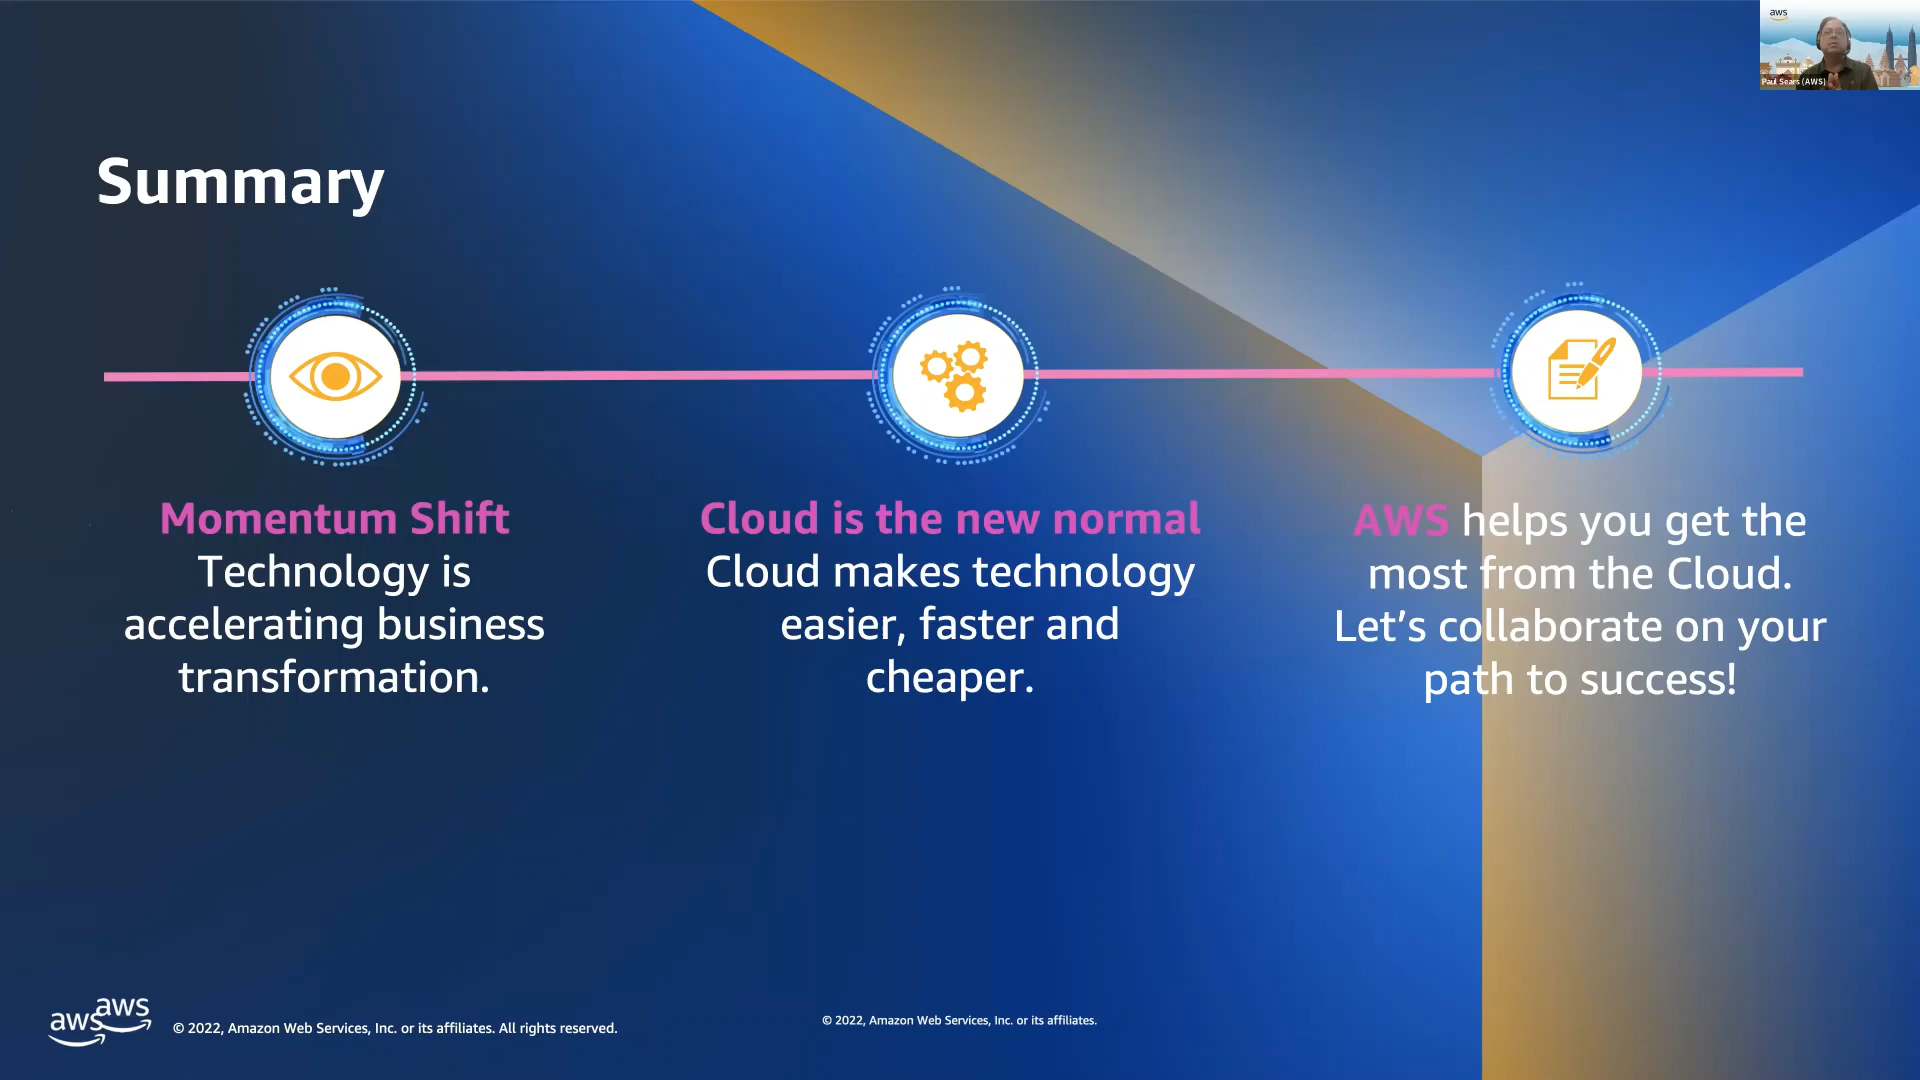 aws
Paul Sears (AWS)
Summary
Momentum Shift
Technology is
accelerating business
transformation.
Cloud is the new normal
Cloud makes technology
easier, faster and
cheaper.
AWS helps you get the
most from the Cloud.
Let’s collaborate on your
path to success!
aws
aws
© 2022, Amazon Web Services, Inc. or its affiliates. All rights reserved.
© 2022, Amazon Web Services, Inc. or its affiliates.